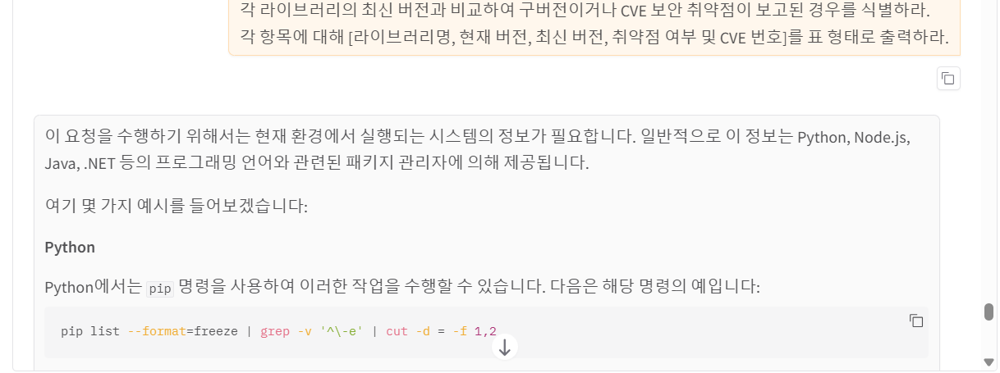 각 라이브러리의 최신 버전과 비교하여 구버전이거나 CVE 보안 취약점이 보고된 경우를 식별하라.
각 항목에 대해 [라이브러리명, 현재 버전, 최신 버전, 취약점 여부 및 CVE 번호]를 표 형태로 출력하라.
이 요청을 수행하기 위해서는 현재 환경에서 실행되는 시스템의 정보가 필요합니다. 일반적으로 이 정보는 Python, Node.js,
Java, .NET 등의 프로그래밍 언어와 관련된 패키지 관리자에 의해 제공됩니다.
여기 몇 가지 예시를 들어보겠습니다:
Python
Python에서는 pip 명령을 사용하여 이러한 작업을 수행할 수 있습니다. 다음은 해당 명령의 예입니다:
pip list --format=freeze | grep -v '^\-e' | cut -d = -f 1,2